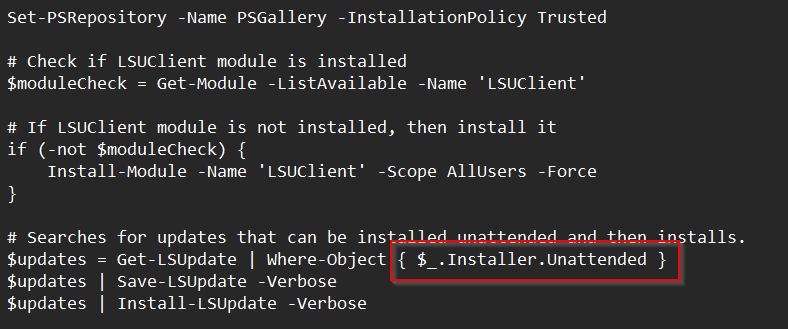 Set-PSRepository -Name PSGallery -InstallationPolicy Trusted
# Check if LSUClient module is installed
$moduleCheck = Get-Module -ListAvailable -Name 'LSUClient'
# If LSUClient module is not installed, then install it
if (-not $moduleCheck) {
    Install-Module -Name 'LSUClient' -Scope AllUsers -Force
}
# Searches for updates that can be installed unattended and then installs.
$updates = Get-LSUpdate | Where-Object { $_.Installer.Unattended }
$updates | Save-LSUpdate -Verbose
$updates | Install-LSUpdate -Verbose